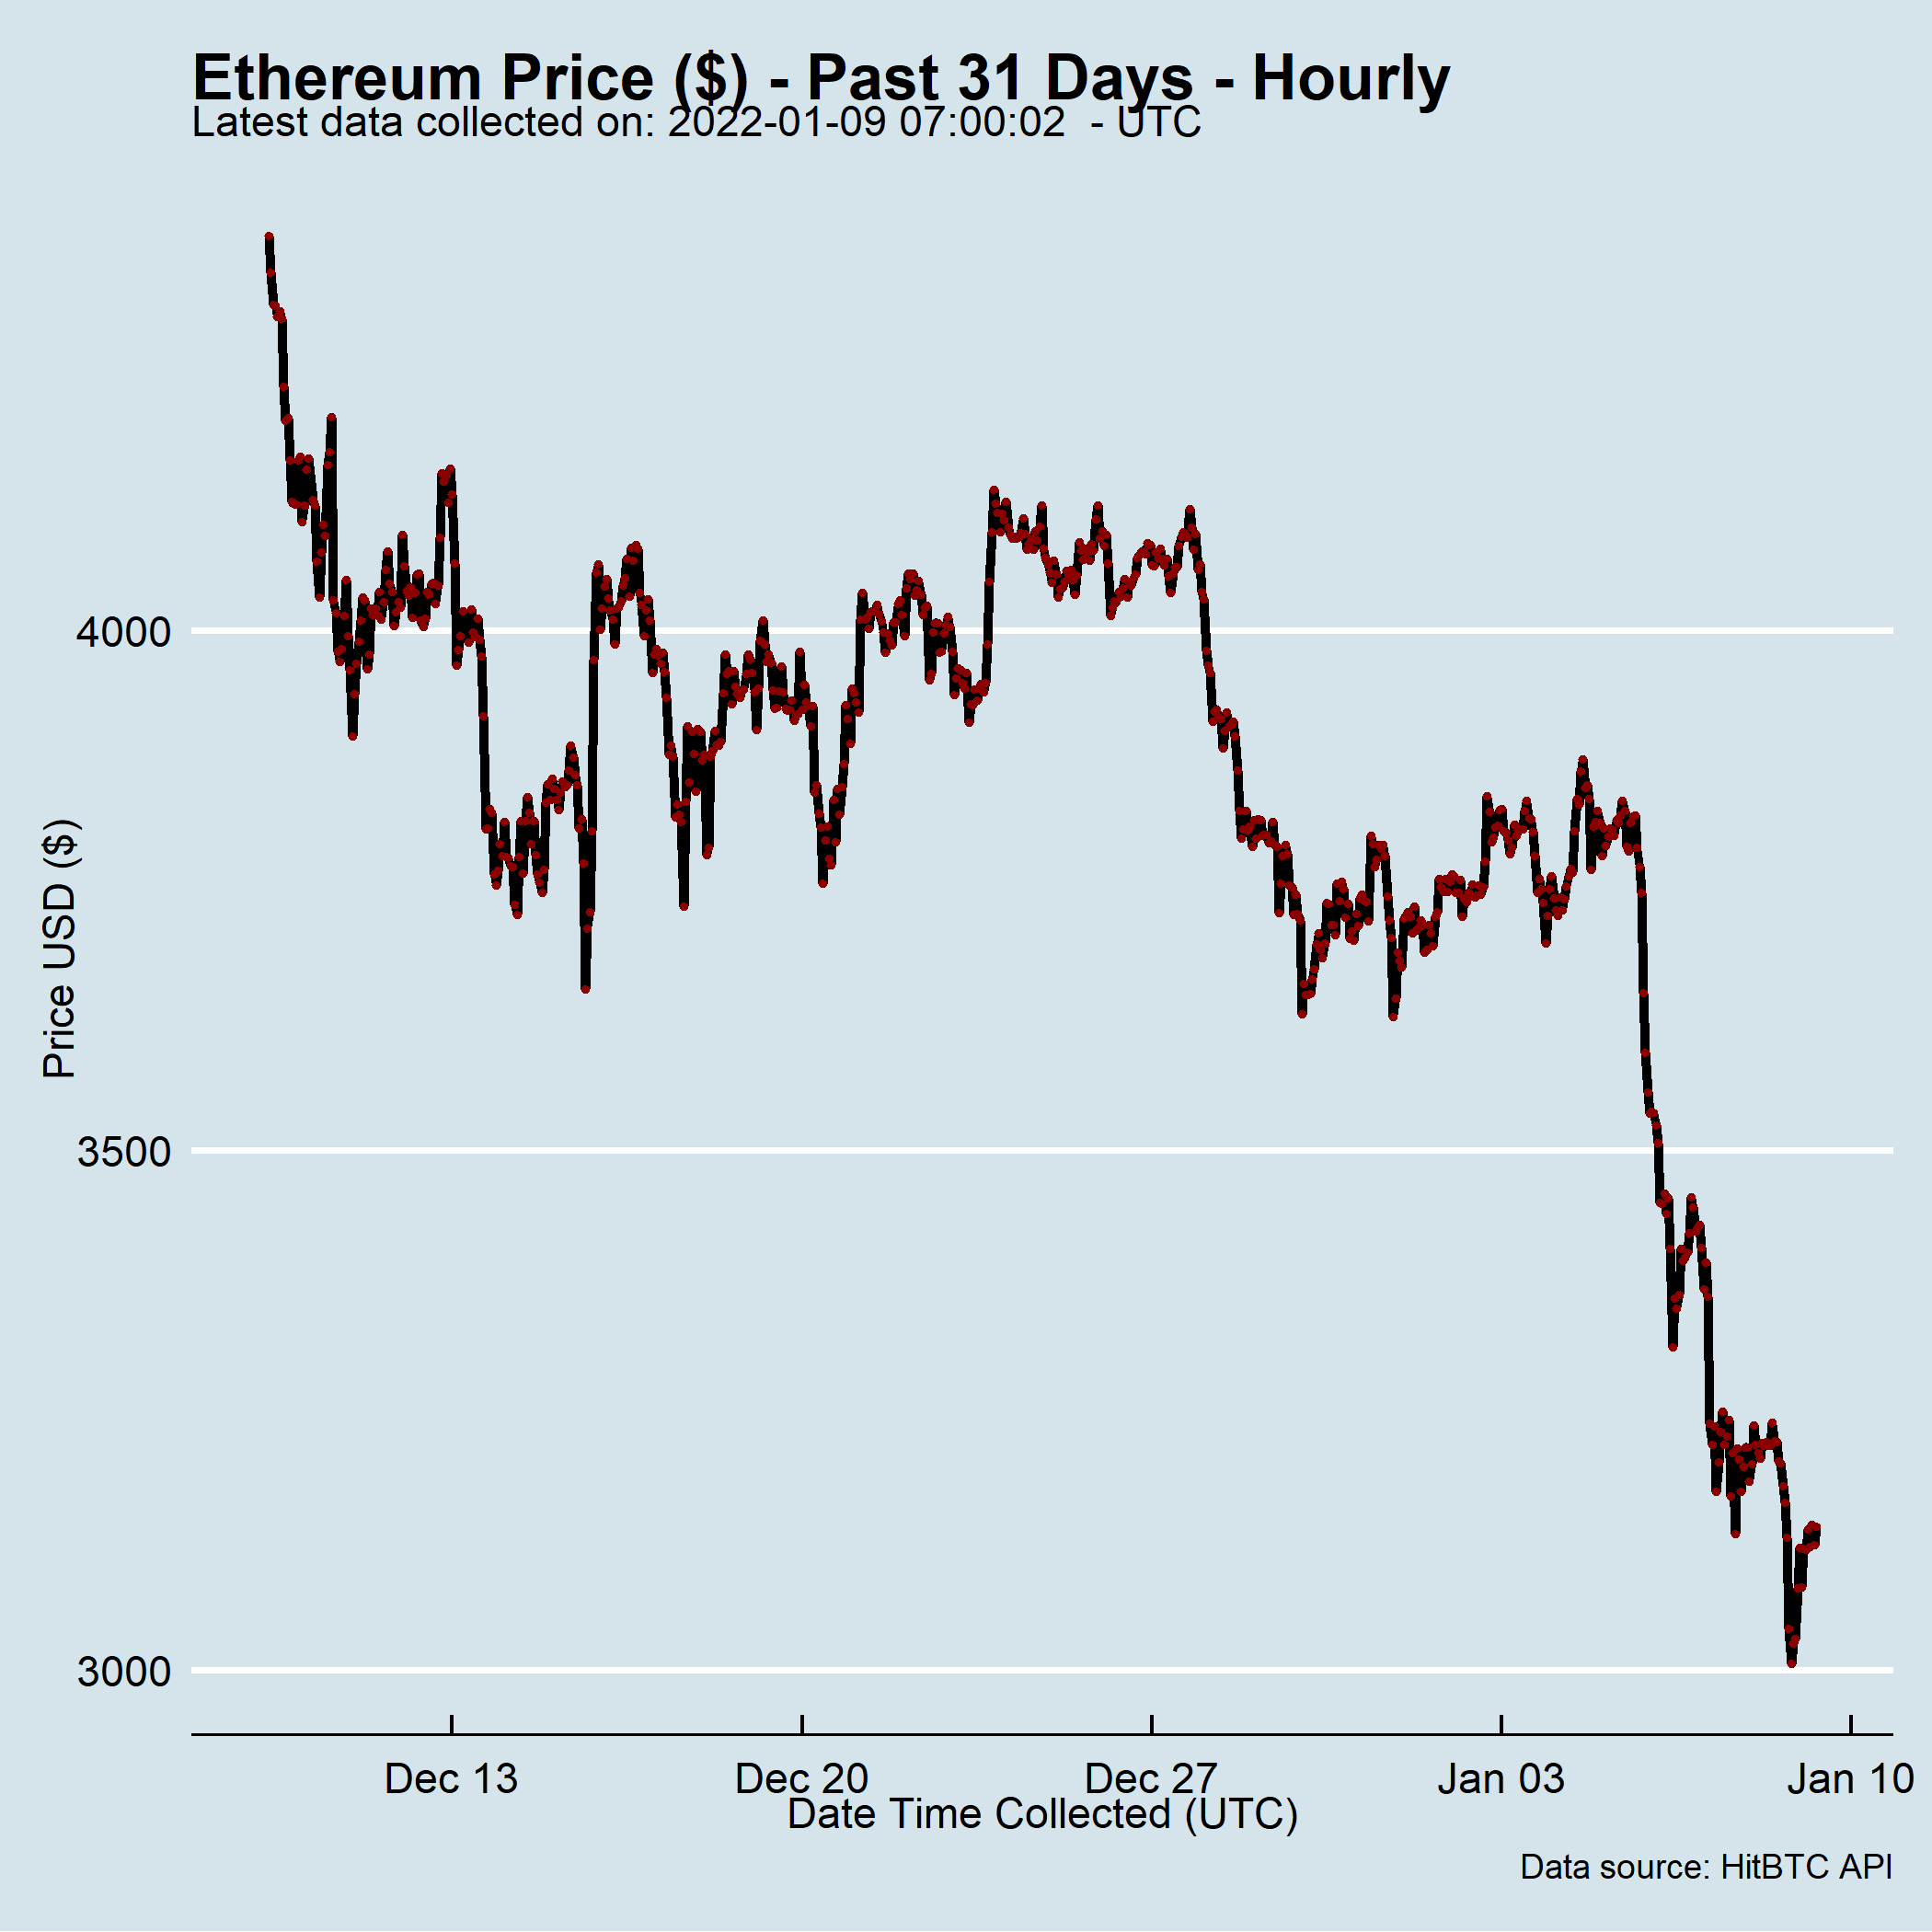 Ethereum Price ($) - Past 31 Days - Hourly
Latest data collected on: 2022-01-09 07:00:02  - UTC
Price USD ($)
4000
3500
3000
Dec 13
Dec 20
Dec 27
Jan 03
Jan 10
Date Time Collected (UTC)
Data source: HitBTC API